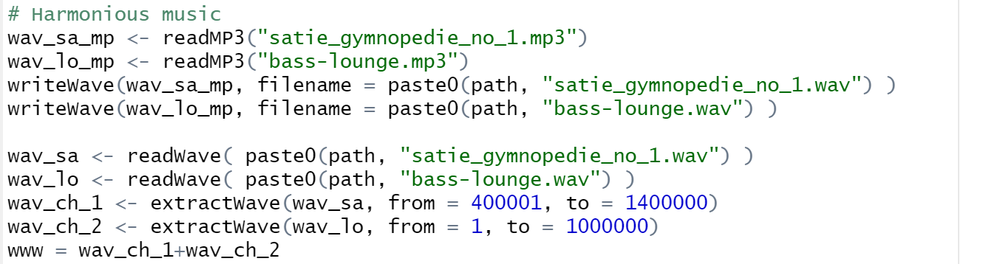 # Harmonious music
wav_sa_mp <- readMP3("satie_gymnopedie_no_1.mp3")
wav_lo_mp <- readMP3("bass-lounge.mp3")
writeWave(wav_sa_mp, filename = paste0(path, "satie_gymnopedie_no_1.wav") )
writeWave(wav_lo_mp, filename = paste0(path, "bass-lounge.wav") )
wav_sa <- readWave( paste0(path, "satie_gymnopedie_no_1.wav") )
wav_lo <- readWave( paste0(path, "bass-lounge.wav") )
wav_ch_1 <- extractWave(wav_sa, from = 400001, to = 1400000)
wav_ch_2 <- extractWave(wav_lo, from = 1, to = 1000000)
www = wav_ch_1+wav_ch_2